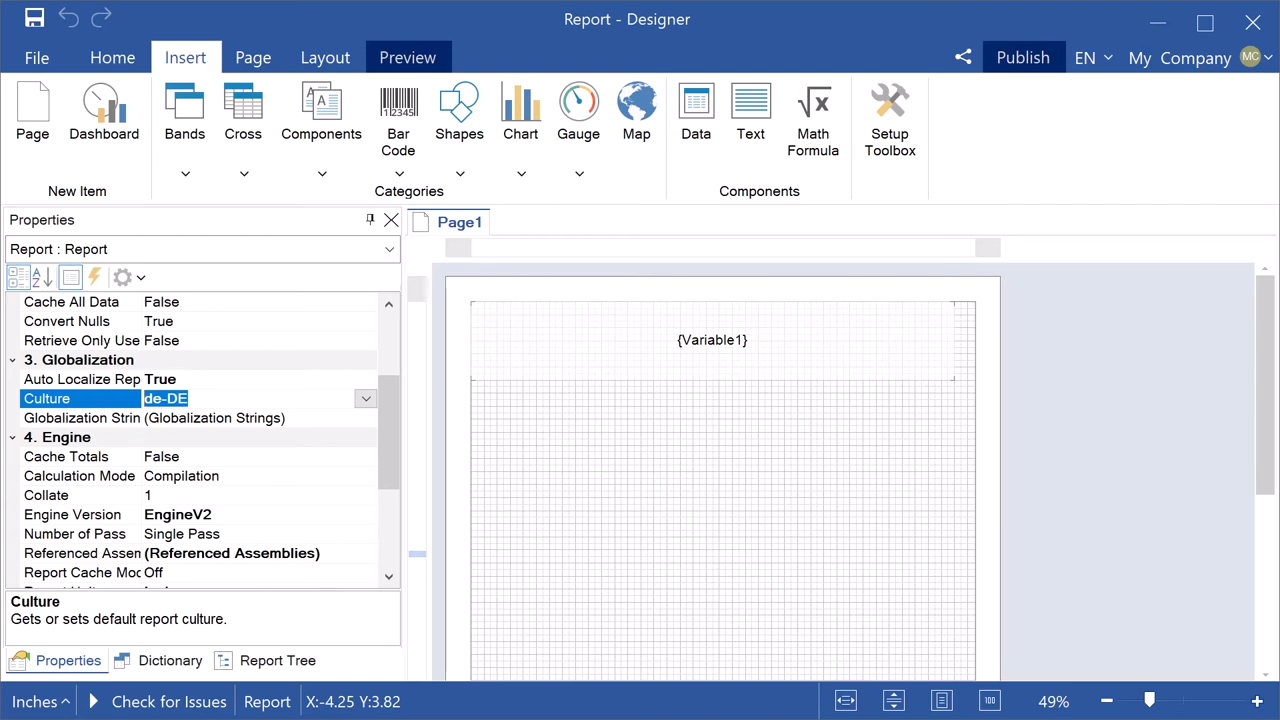 Report - Designer
File
Home
Insert
Page
Layout
Preview
Publish
EN
My Company
MC
Page
Dashboard
Bands
Cross
Components
Bar
Code
Shapes
Chart
Gauge
Map
Data
Text
Math
Formula
Setup
Toolbox
New Item
Categories
Components
Properties
Page1
Report : Report
Cache All Data False
Convert Nulls True
Retrieve Only Use False
3. Globalization
Auto Localize Rep True
Culture de-DE
Globalization Strin (Globalization Strings)
4. Engine
Cache Totals False
Calculation Mode Compilation
Collate 1
Engine Version EngineV2
Number of Pass Single Pass
Referenced Assem (Referenced Assemblies)
Report Cache Moc Off
{Variable1}
Culture
Gets or sets default report culture.
Properties
Dictionary
Report Tree
Inches
Check for Issues
Report
X:-4.25 Y:3.82
100
49%